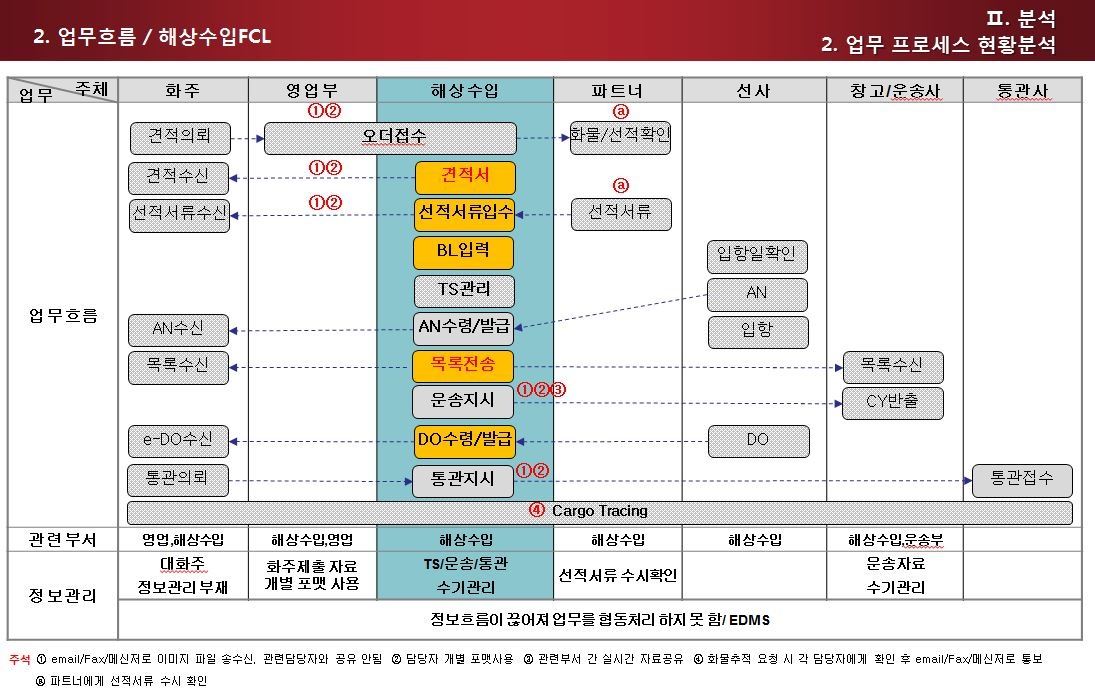 2. 업무흐름 / 해상수입FCL
Ⅱ. 분석
2. 업무 프로세스 현황분석
업무 주체 화주 영업부 해상수입 파트너 선사 창고/운송사 통관사
①② ⓐ
견적의뢰 오더접수 화물/선적확인
견적수신 ①② 견적서
ⓐ
선적서류수신 ①② 선적서류입수 선적서류
BL입력 입항일확인
TS관리 AN
업무흐름
AN수신 AN수령/발급 입항
목록수신 목록전송 목록수신
운송지시 ①②③ CY반출
e-DO수신 DO수령/발급 DO
통관의뢰 통관지시 ①② 통관접수
④ Cargo Tracing
관련부서 영업,해상수입 해상수입,영업 해상수입 해상수입 해상수입 해상수입,운송부
정보관리
대화주
정보관리 부재
화주제출 자료
개별 포맷 사용
TS/운송/통관
수기관리
선적서류 수시확인
운송자료
수기관리
정보흐름이 끊어져 업무를 협동처리 하지 못 함/ EDMS
주석 ① email/Fax/메신저로 이미지 파일 송수신, 관련담당자와 공유 안됨 ② 담당자 개별 포맷사용 ③ 관련부서 간 실시간 자료공유 ④ 화물추적 요청 시 각 담당자에게 확인 후 email/Fax/메신저로 통보
ⓐ 파트너에게 선적서류 수시 확인